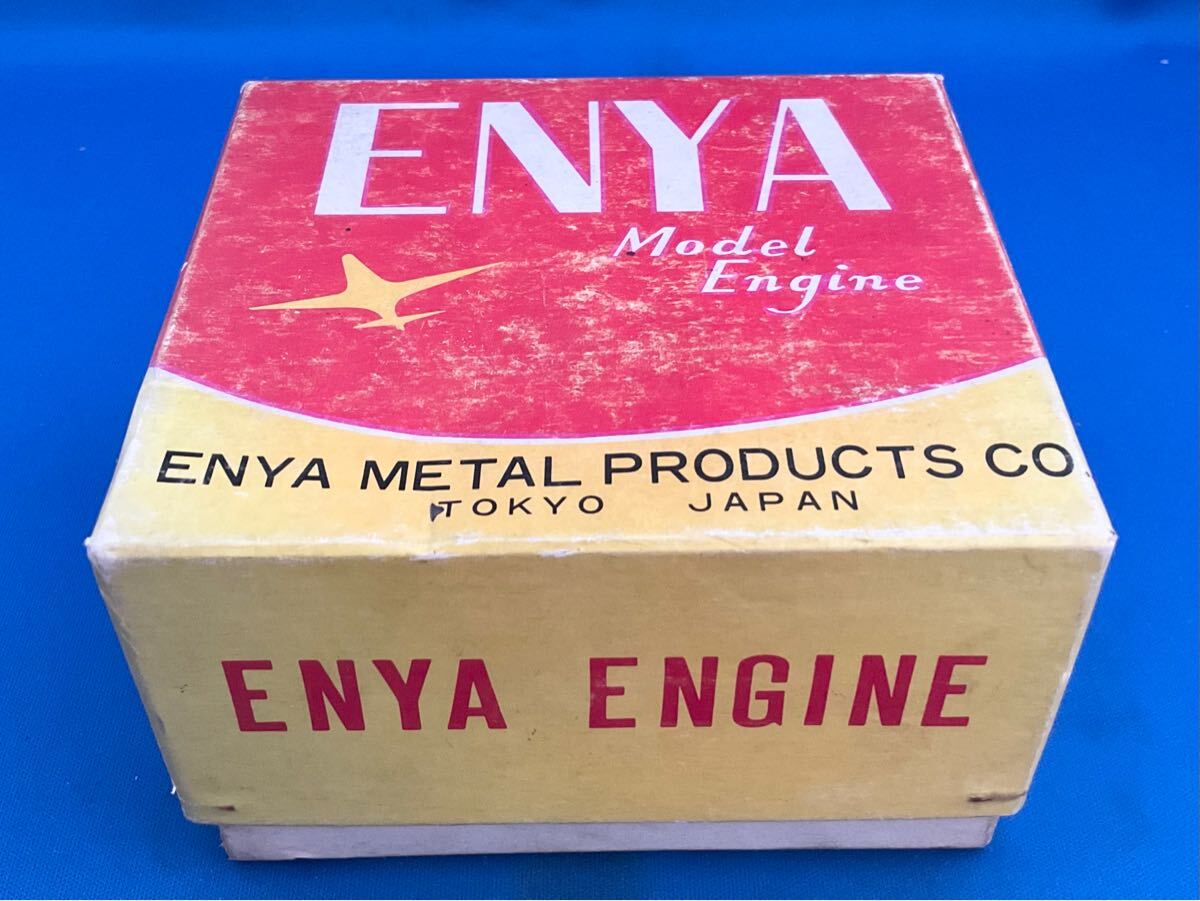 ENYA
Model
Engine
ENYA METAL PRODUCTS CO
TOKYO JAPAN
ENYA ENGINE